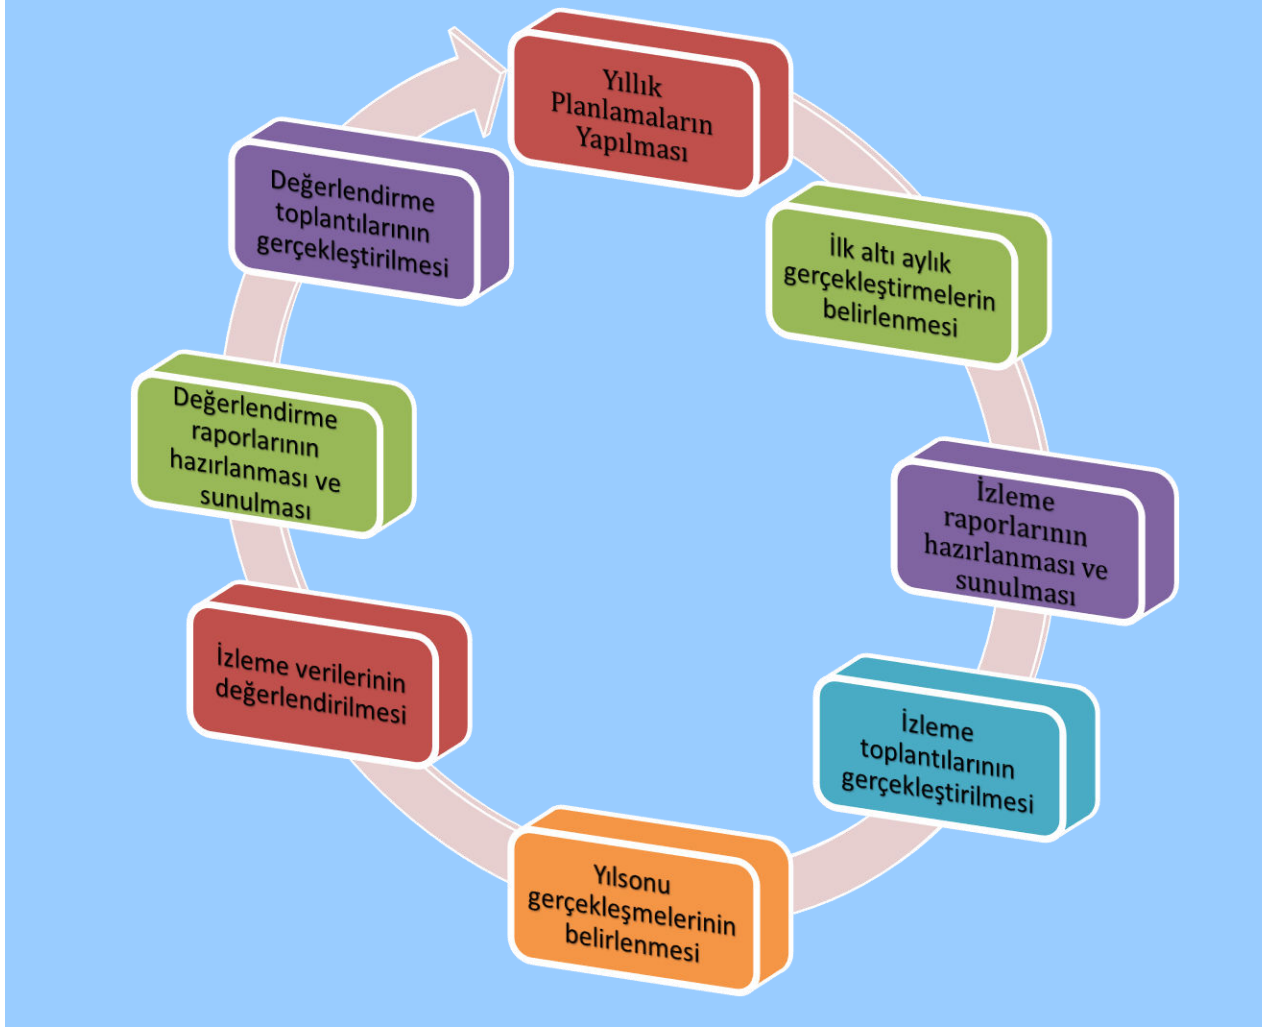 Yıllık
Planlamaların
Yapılması
İlk altı aylık
gerçekleştirmelerin
belirlenmesi
İzleme
raporlarının
hazırlanması ve
sunulması
İzleme
toplantılarının
gerçekleştirilmesi
Yılsonu
gerçekleşmelerinin
belirlenmesi
İzleme verilerinin
değerlendirilmesi
Değerlendirme
raporlarının
hazırlanması ve
sunulması
Değerlendirme
toplantılarının
gerçekleştirilmesi